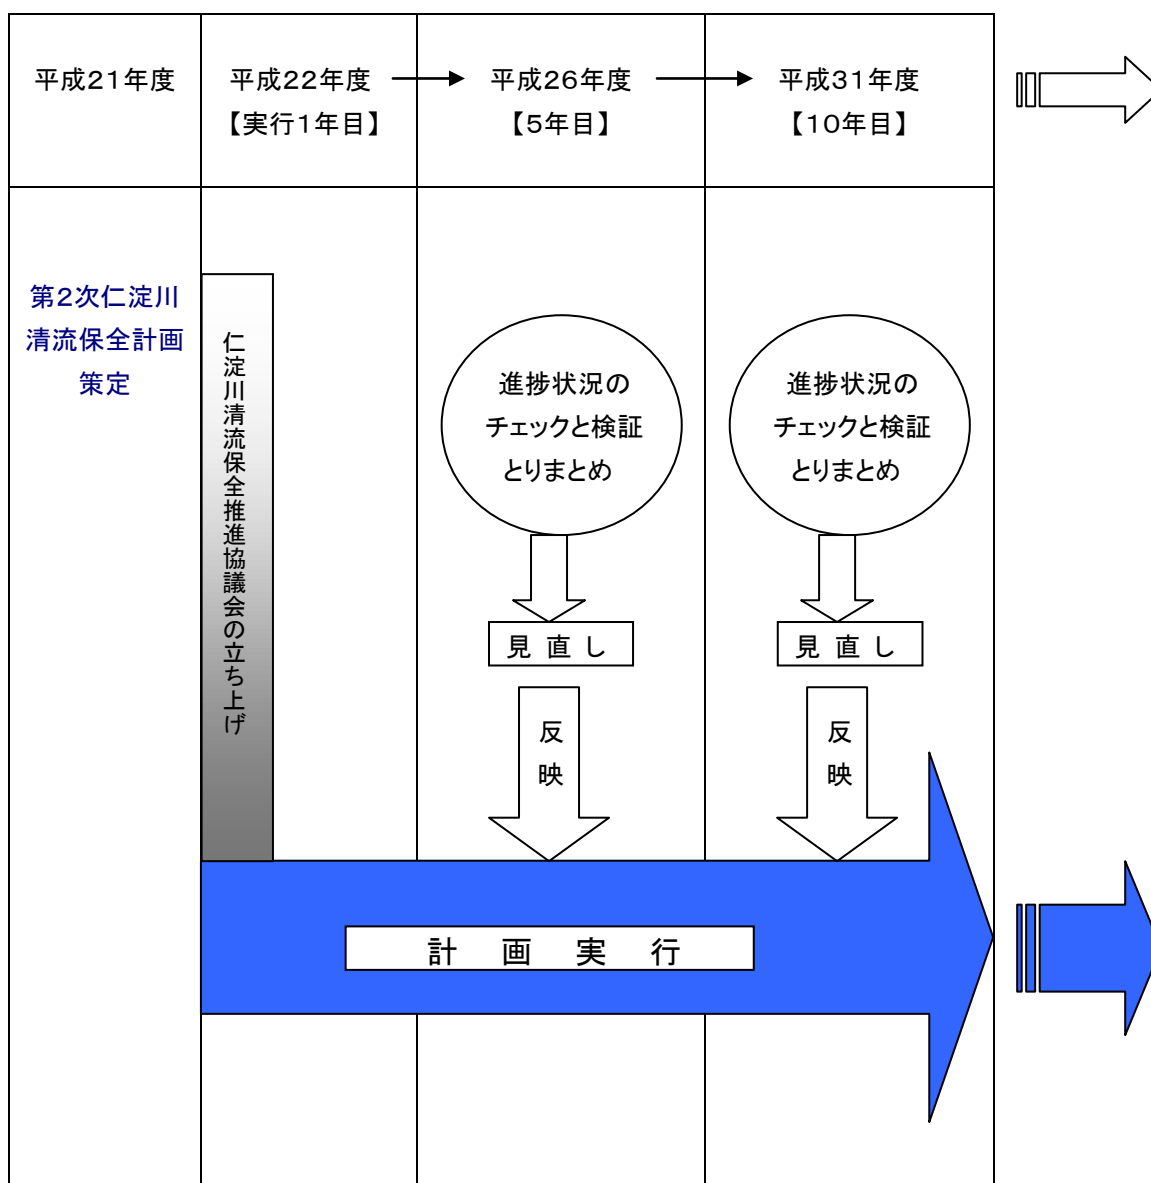 平成21年度
平成22年度
【実行1年目】
平成26年度
【5年目】
平成31年度
【10年目】
第2次仁淀川
清流保全計画
策定
仁淀川清流保全推進協議会の立ち上げ
進捗状況の
チェックと検証
とりまとめ
見直し
反
映
進捗状況の
チェックと検証
とりまとめ
見直し
反
映
計画実行